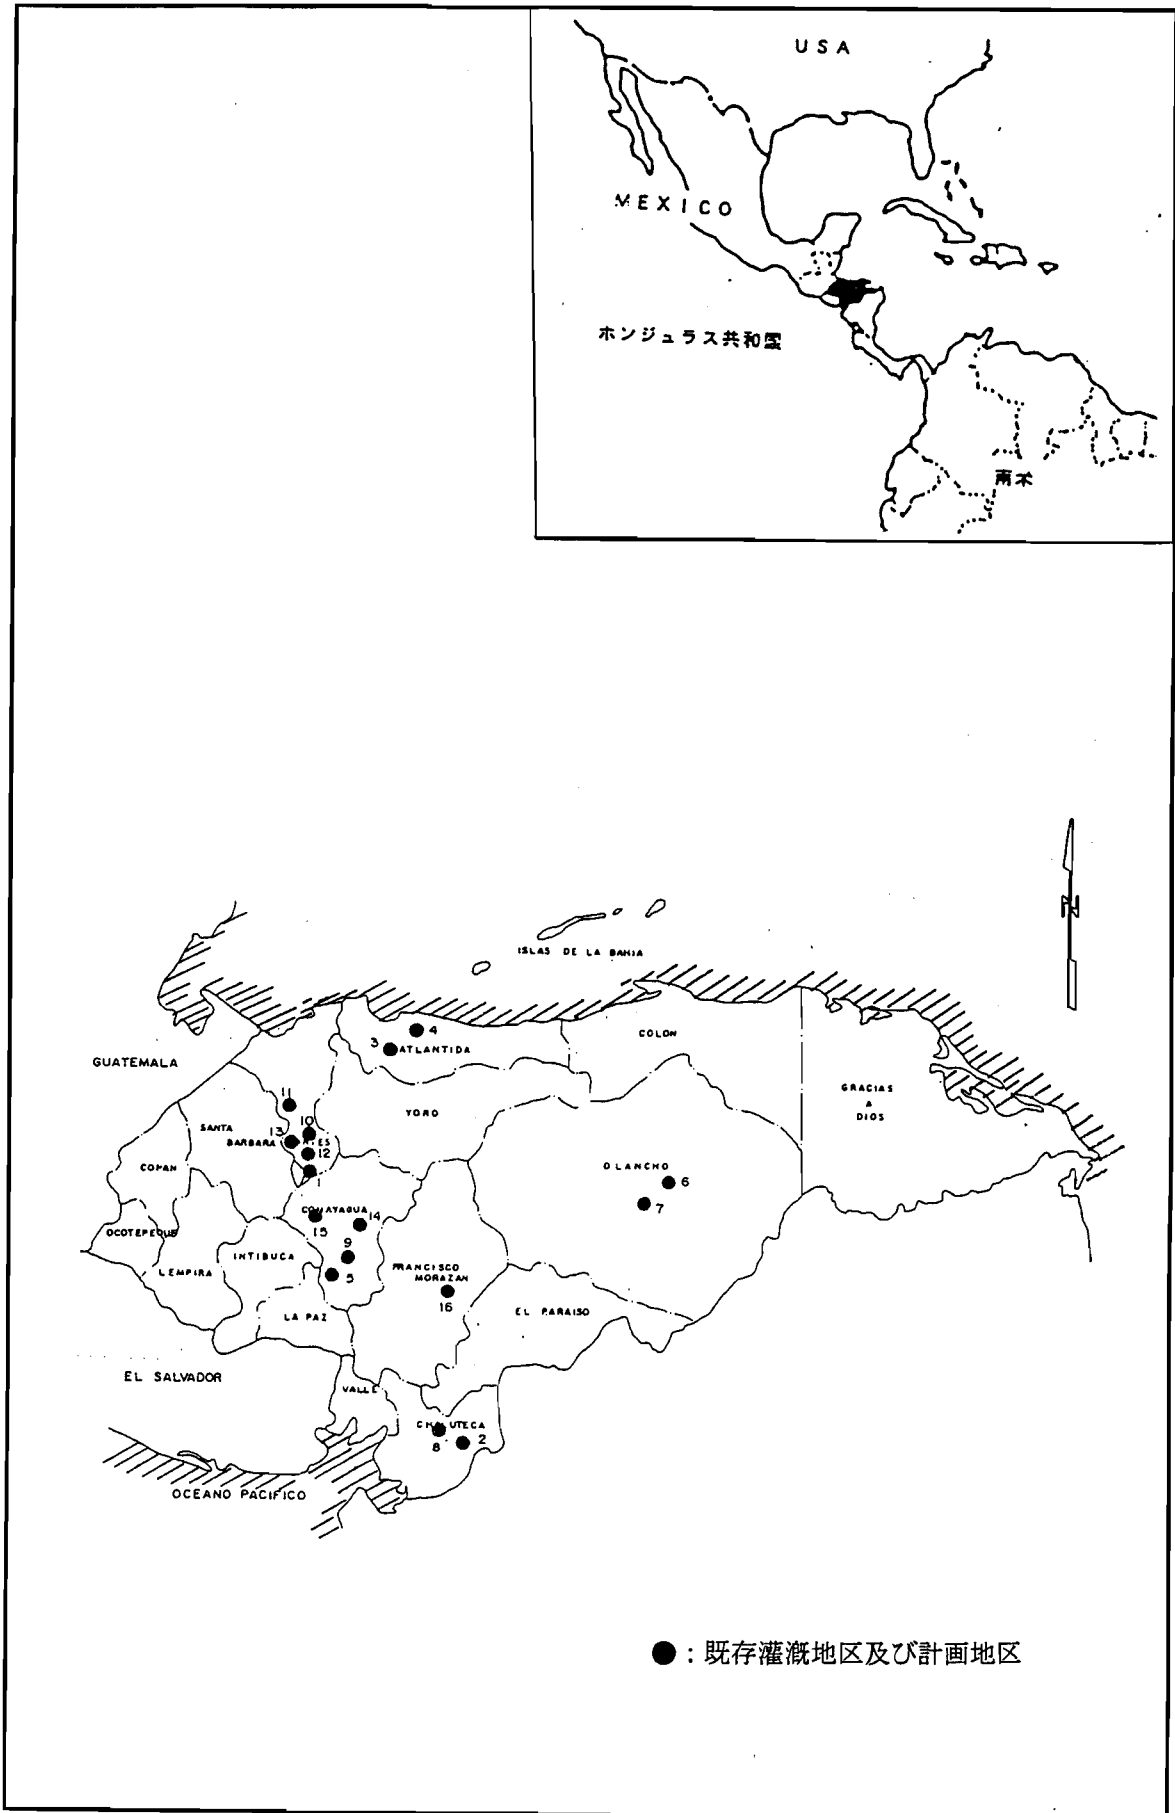 USA
MEXICO
ホンジュラス共和国
南米
N
ISLAS DE LA BAHIA
4
3
ATLANTIDA
COLON
GUATEMALA
GRACIAS
A
DIOS
11
YORO
SANTA
BARBARA
10
13
12
1
COPAN
OLANCHO
6
7
COMAYAGUA
14
15
OCOTEPEQUE
INTIBUCA
9
LEMPIRA
5
FRANCISCO
MORAZAN
16
LA PAZ
EL PARAISO
EL SALVADOR
VALLE
8
2
OCEANO PACIFICO
●：既存灌漑地区及び計画地区